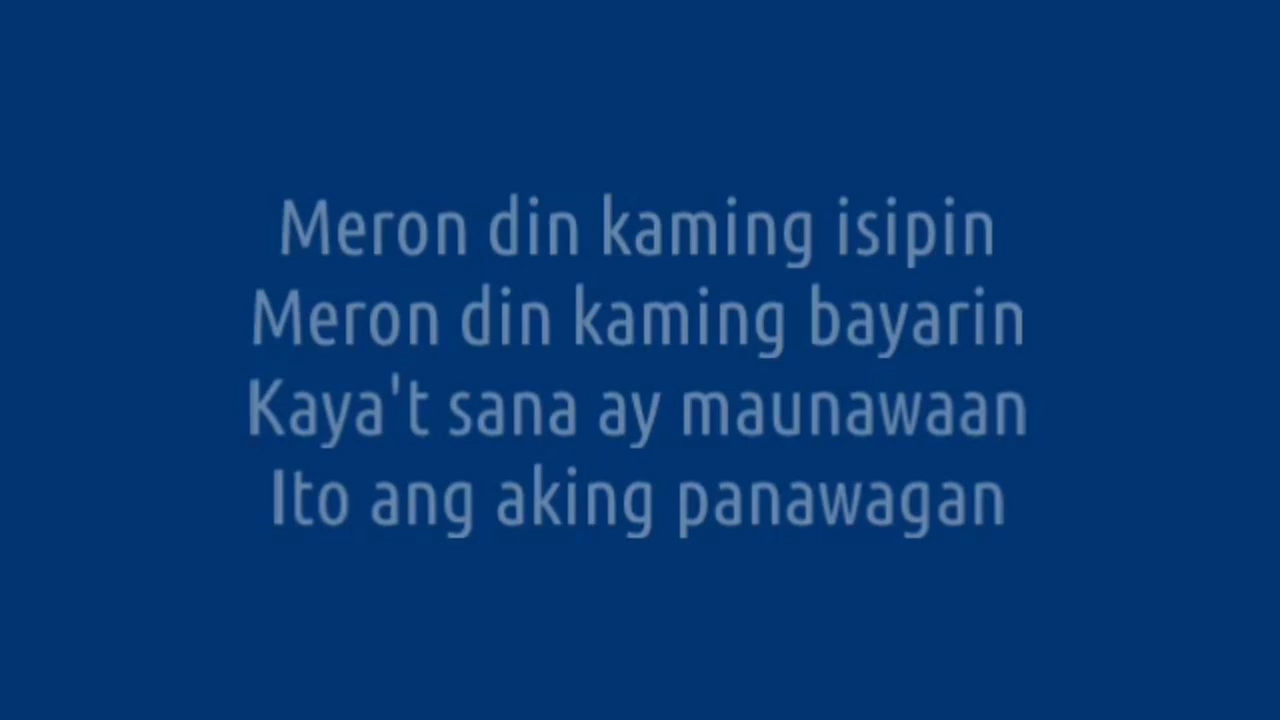 Meron din kaming isipin
Meron din kaming bayarin
Kaya't sana ay maunawaan
Ito ang aking panawagan